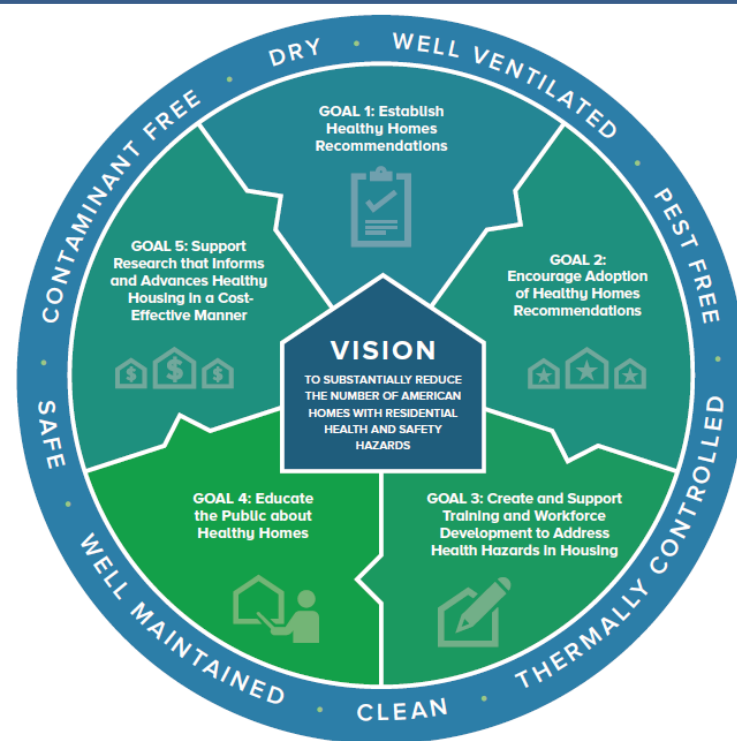 DRY
WELL VENTILATED
PEST FREE
THERMALLY CONTROLLED
CLEAN
WELL MAINTAINED
SAFE
CONTAMINANT FREE
GOAL 1: Establish
Healthy Homes
Recommendations
GOAL 2:
Encourage Adoption
of Healthy Homes
Recommendations
GOAL 3: Create and Support
Training and Workforce
Development to Address
Health Hazards in Housing
GOAL 4: Educate
the Public about
Healthy Homes
GOAL 5: Support
Research that Informs
and Advances Healthy
Housing in a Cost-
Effective Manner
$ $ $
VISION
TO SUBSTANTIALLY REDUCE
THE NUMBER OF AMERICAN
HOMES WITH RESIDENTIAL
HEALTH AND SAFETY
HAZARDS